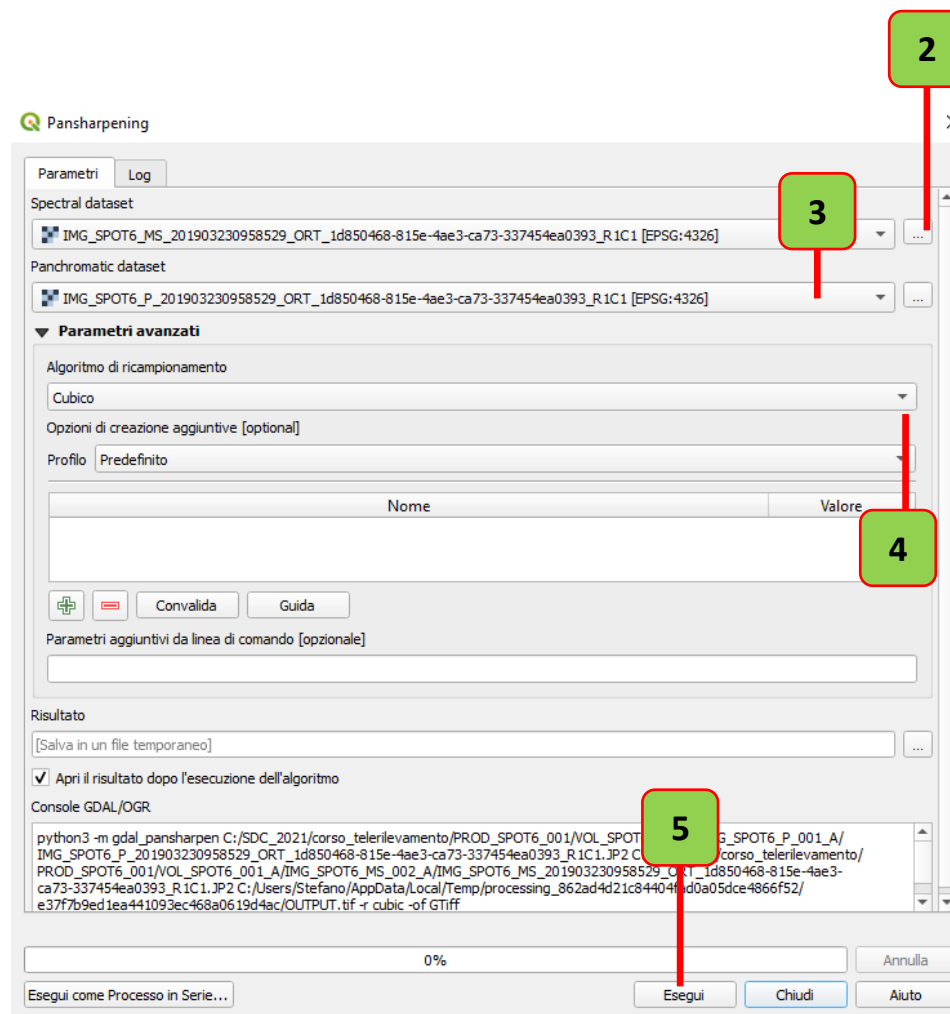 2
Pansharpening
Parametri
Log
Spectral dataset
3
IMG_SPOT6_MS_201903230958529_ORT_1d850468-815e-4ae3-ca73-337454ea0393_R1C1 [EPSG:4326]
...
Panchromatic dataset
IMG_SPOT6_P_201903230958529_ORT_1d850468-815e-4ae3-ca73-337454ea0393_R1C1 [EPSG:4326]
...
Parametri avanzati
Algoritmo di ricampionamento
Cubico
Opzioni di creazione aggiuntive [optional]
Profilo Predefinito
Nome Valore
4
Convalida Guida
Parametri aggiuntivi da linea di comando [opzionale]
Risultato
[Salva in un file temporaneo]
...
Apri il risultato dopo l'esecuzione dell'algoritmo
Console GDAL/OGR
5
python3 -m gdal_pansharpen C:/SDC_2021/corso_telerilevamento/PROD_SPOT6_001/VOL_SPOT G_SPOT6_P_001_A/
IMG_SPOT6_P_201903230958529_ORT_1d850468-815e-4ae3-ca73-337454ea0393_R1C1.JP2 C /corso_telerilevamento/
PROD_SPOT6_001/VOL_SPOT6_001_A/IMG_SPOT6_MS_002_A/IMG_SPOT6_MS_201903230958529_ORT_1d850468-815e-4ae3-
ca73-337454ea0393_R1C1.JP2 C:/Users/Stefano/AppData/Local/Temp/processing_862ad4d21c84404fad0a05dce4866f52/
e37f7b9ed1ea441093ec468a0619d4ac/OUTPUT.tif -r cubic -of GTiff
0%
Annulla
Esegui come Processo in Serie...
Esegui
Chiudi
Aiuto